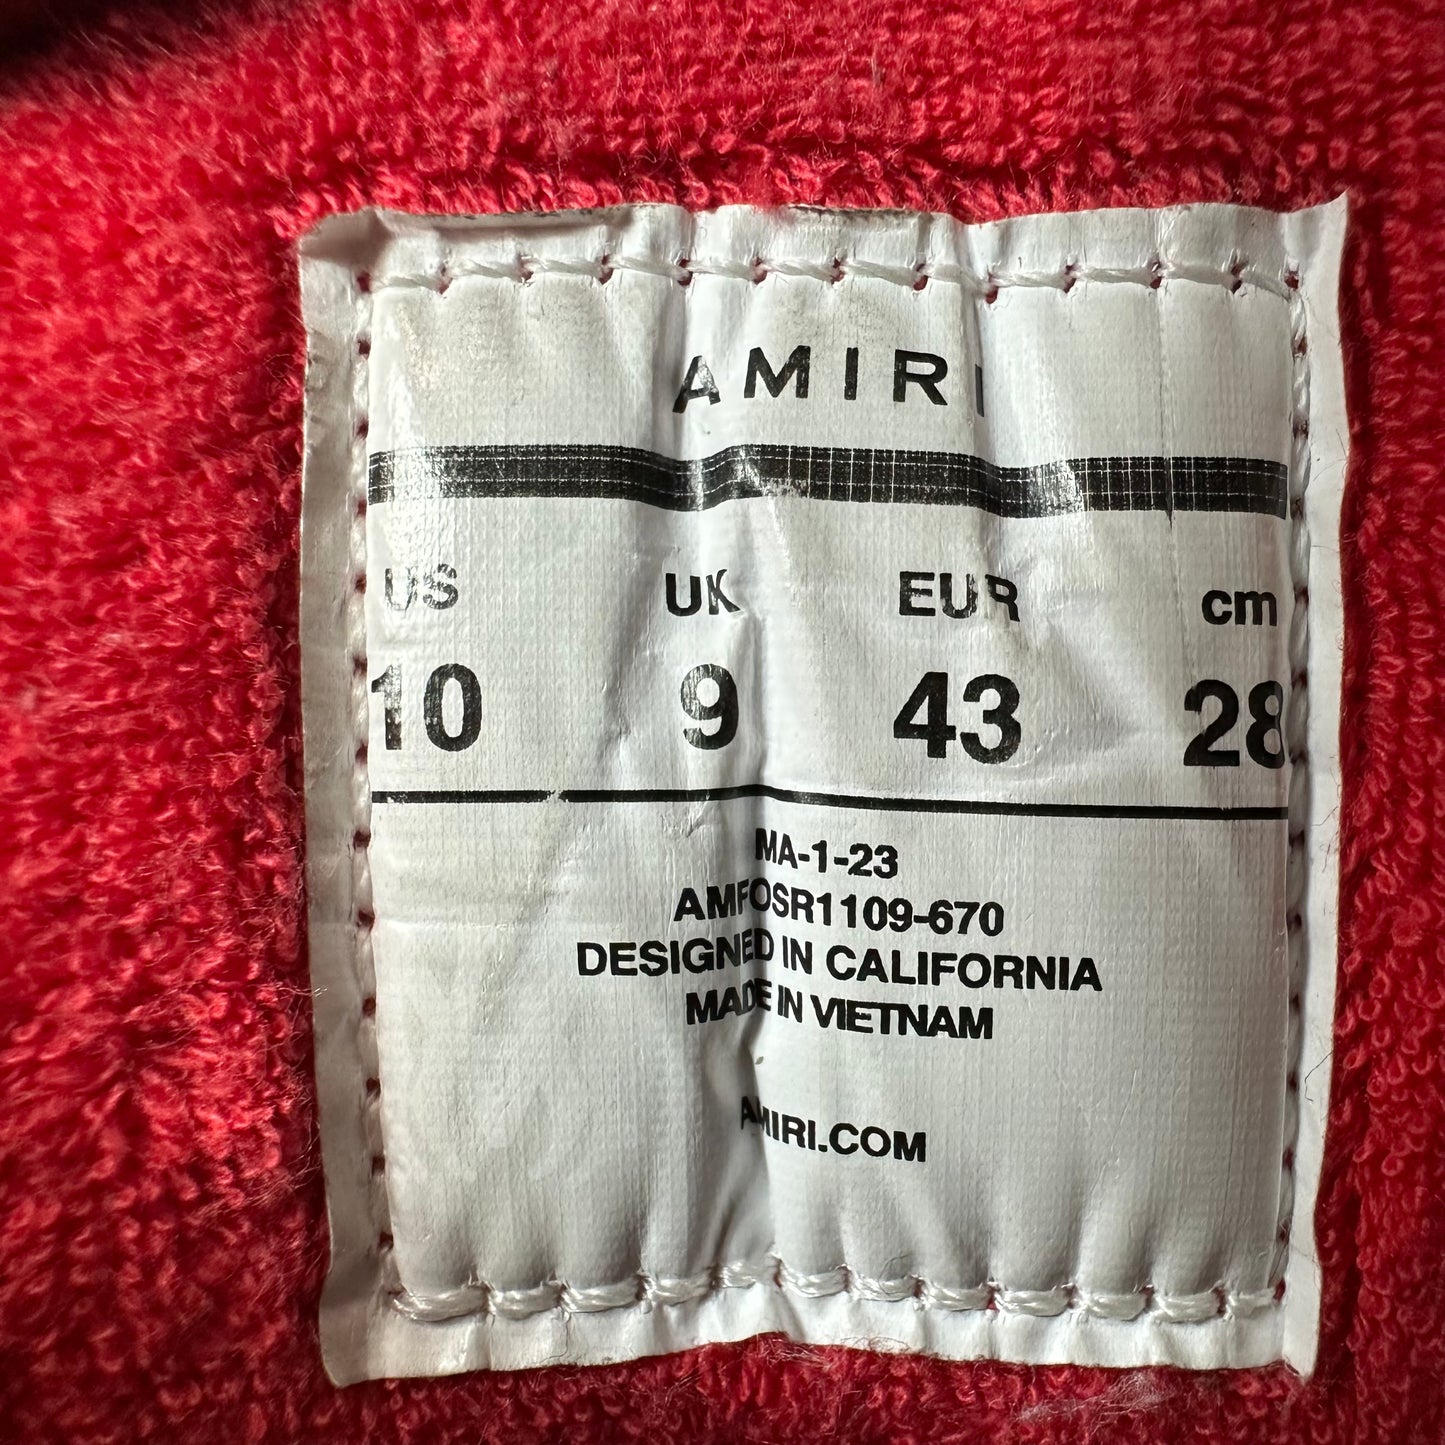 AMIRI
US UK EUR cm
10 9 43 28
MA-1-23
AMFOSR1109-670
DESIGNED IN CALIFORNIA
MADE IN VIETNAM
AMIRI.COM